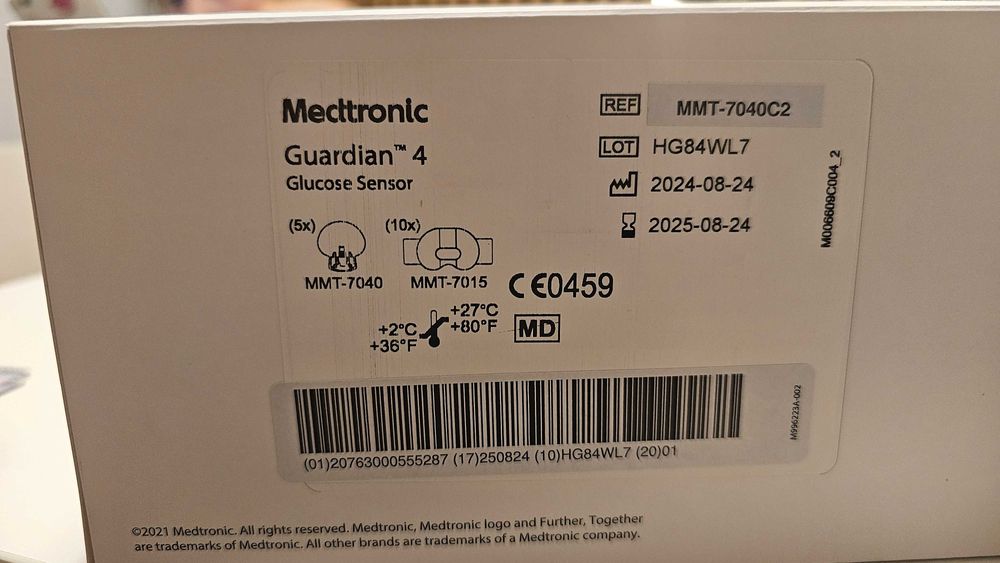 Medtronic
Guardian™ 4
Glucose Sensor
REF MMT-7040C2
LOT HG84WL7
2024-08-24
2025-08-24
M006609C004_2
(5x) (10x)
MMT-7040 MMT-7015
CE0459
+27°C
+80°F
+2°C
+36°F
MD
M996223A-002
(01)20763000555287 (17)250824 (10)HG84WL7 (20)01
©2021 Medtronic. All rights reserved. Medtronic, Medtronic logo and Further, Together
are trademarks of Medtronic. All other brands are trademarks of a Medtronic company.